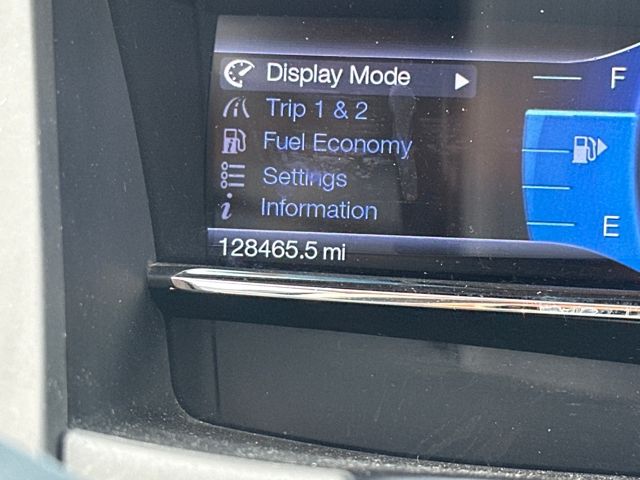 Display Mode
Trip 1 & 2
Fuel Economy
Settings
Information
128465.5 mi
F
E